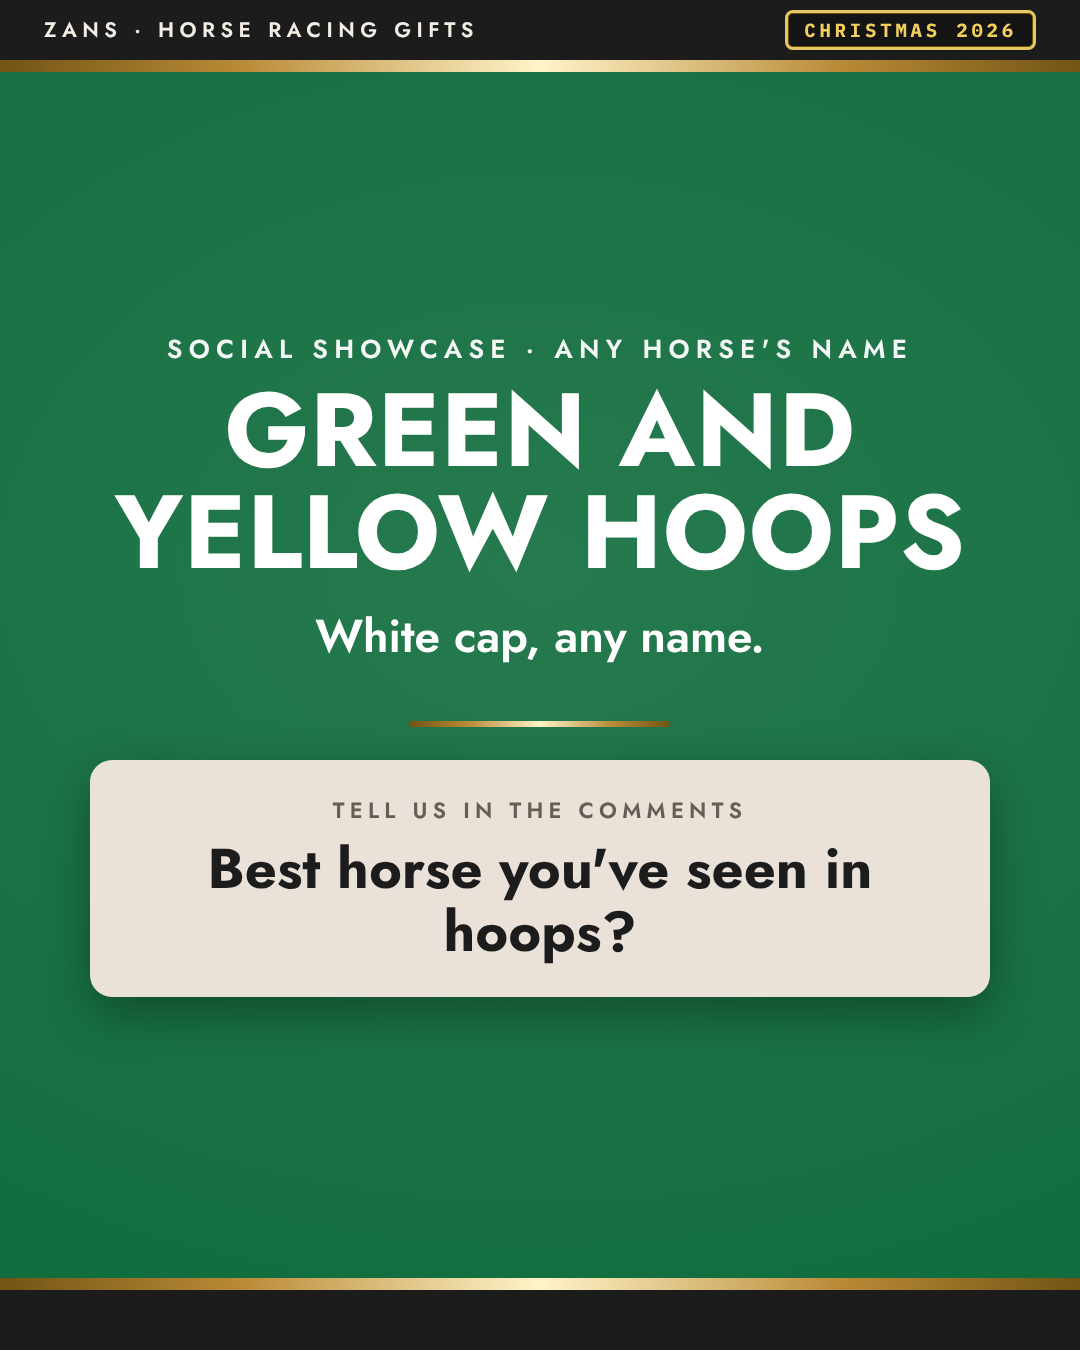 ZANS · HORSE RACING GIFTS
CHRISTMAS 2026
SOCIAL SHOWCASE · ANY HORSE'S NAME
GREEN AND
YELLOW HOOPS
White cap, any name.
TELL US IN THE COMMENTS
Best horse you've seen in
hoops?